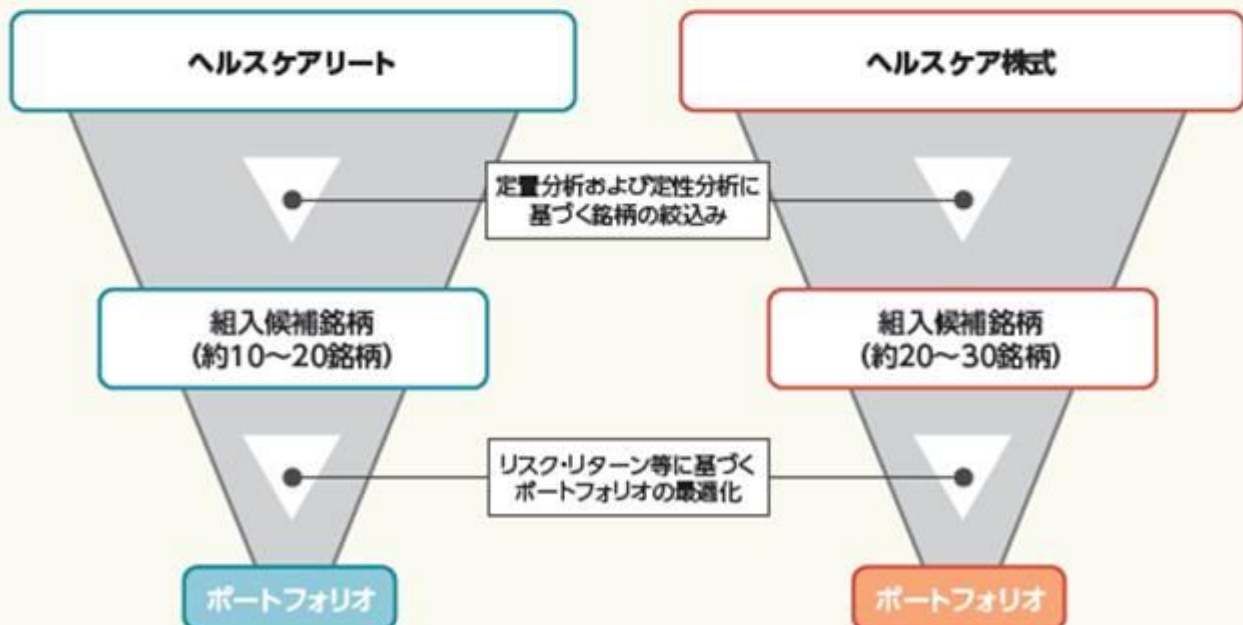 ヘルスケアリート
ヘルスケア株式
定量分析および定性分析に
基づく銘柄の絞込み
組入候補銘柄
(約10～20銘柄)
組入候補銘柄
(約20～30銘柄)
リスク・リターン等に基づく
ポートフォリオの最適化
ポートフォリオ
ポートフォリオ